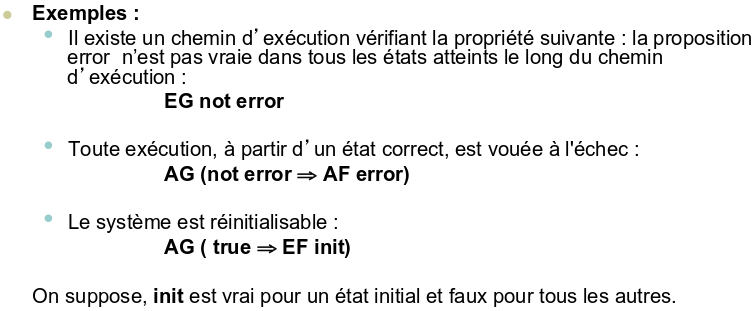 Exemples :
Il existe un chemin d’exécution vérifiant la propriété suivante : la proposition
error n’est pas vraie dans tous les états atteints le long du chemin
d’exécution :
EG not error
Toute exécution, à partir d’un état correct, est vouée à l'échec :
AG (not error ⇒ AF error)
Le système est réinitialisable :
AG ( true ⇒ EF init)
On suppose, init est vrai pour un état initial et faux pour tous les autres.